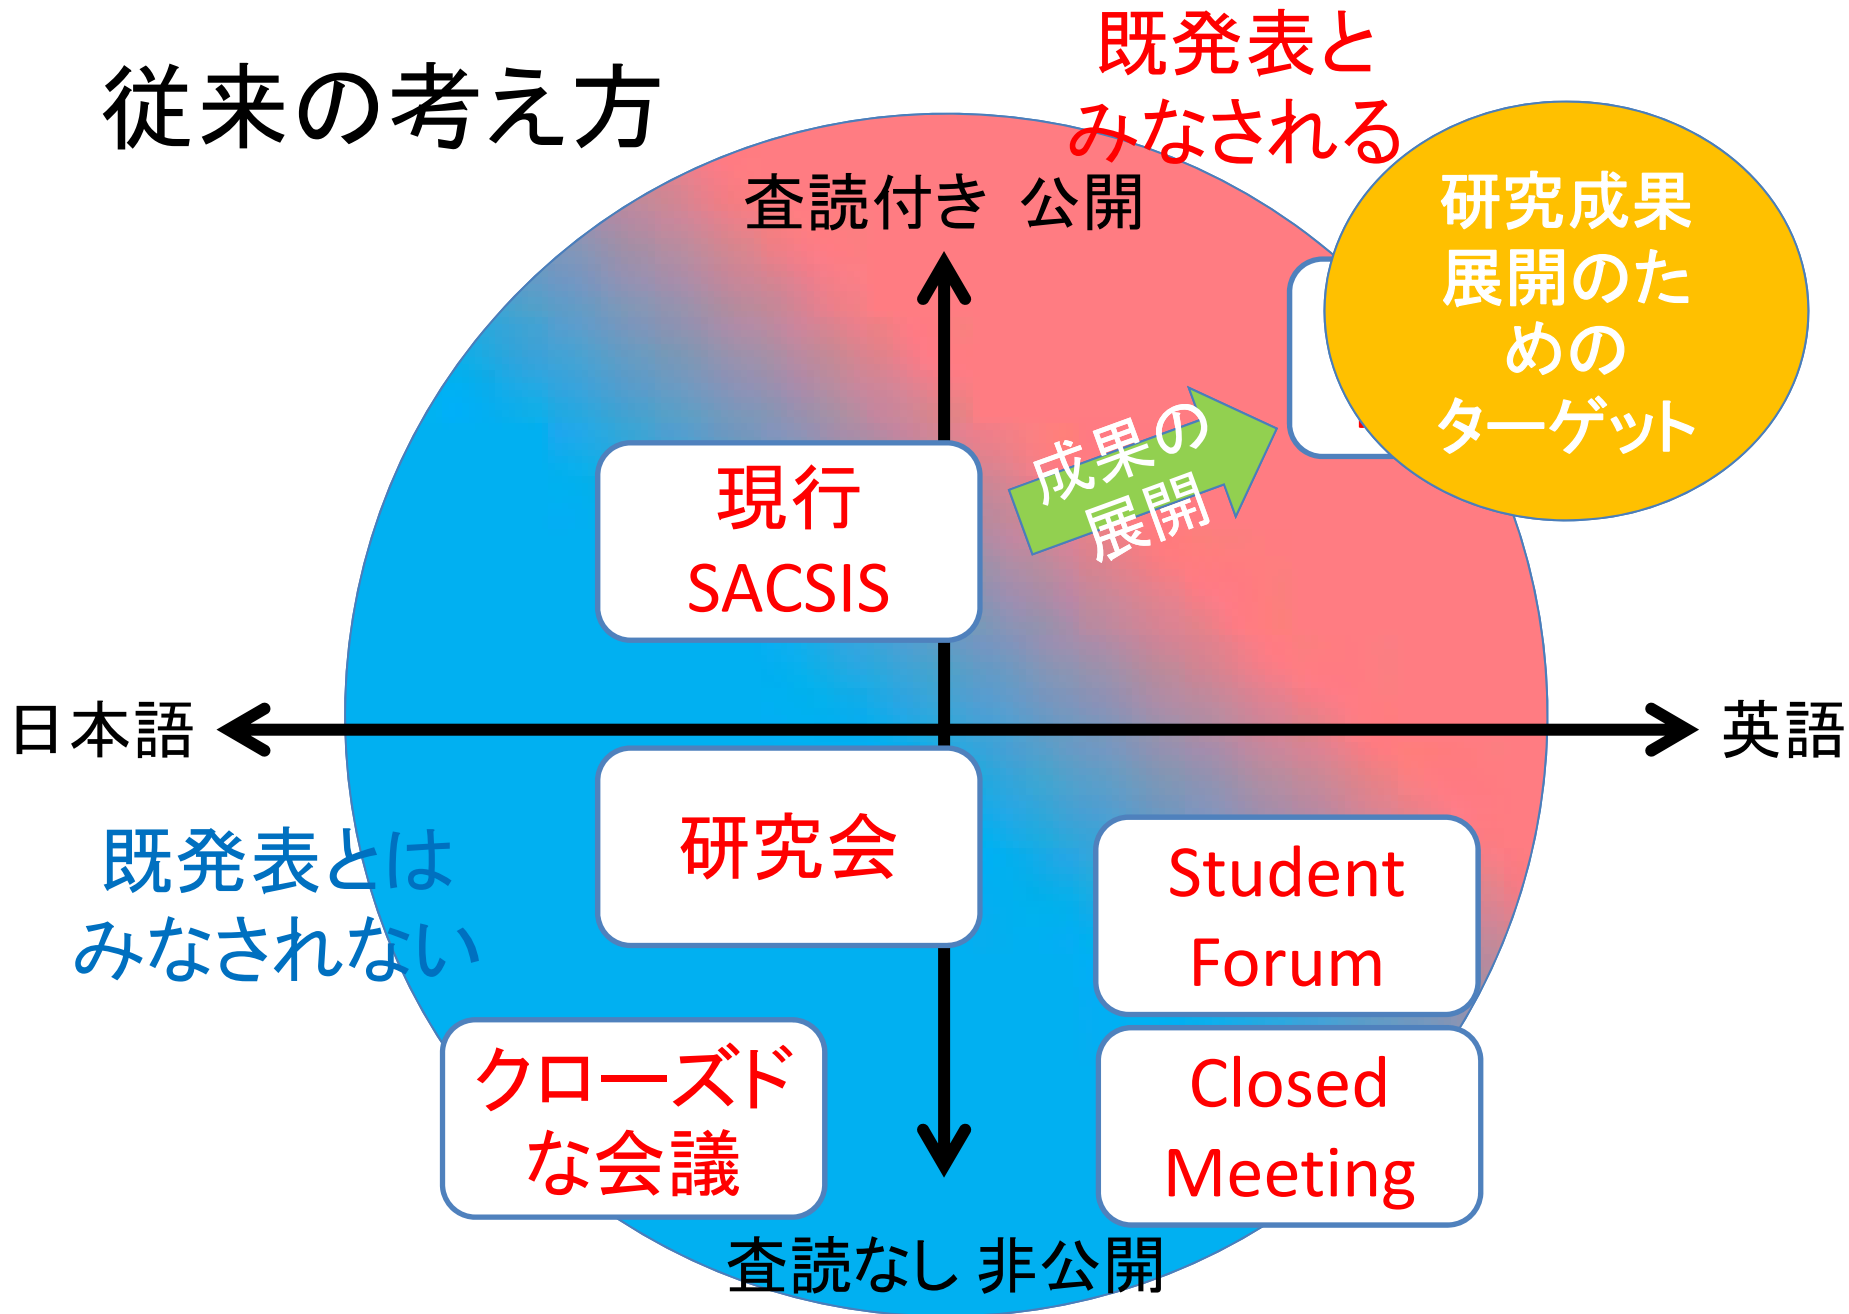 従来の考え方
既発表と
みなされる
査読付き 公開
研究成果
展開のた
めの
ターゲット
成果の
展開
現行
SACSIS
日本語
英語
既発表とは
みなされない
研究会
Student
Forum
クローズド
な会議
Closed
Meeting
査読なし 非公開